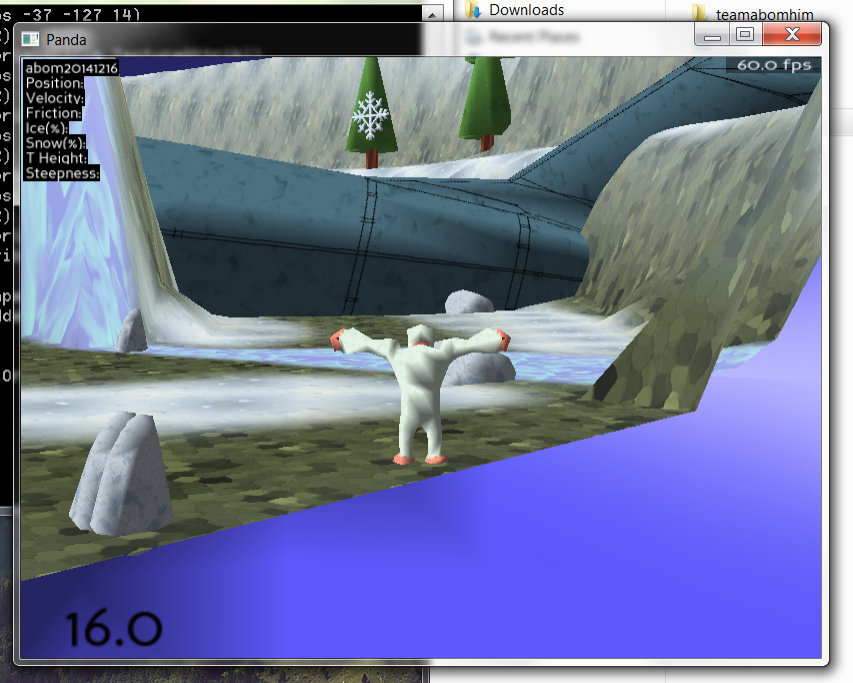 os -37 -127 14)
Downloads
teamabomhim
Panda
Recent Places
abom20141216
60.0 fps
Position:
Velocity:
Friction:
Ice(%):
Snow(%):
T Height:
Steepness:
16.0